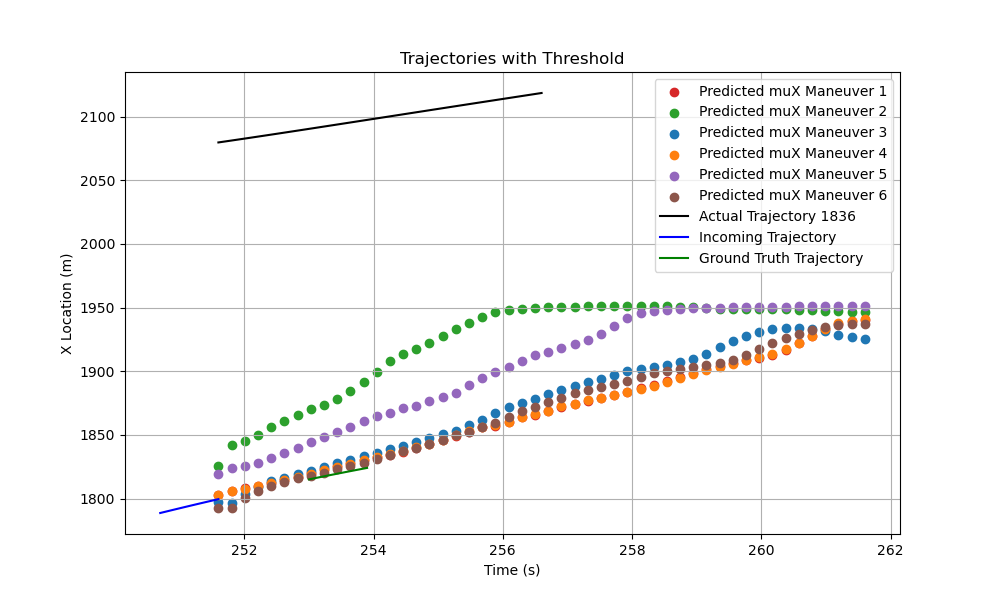 Trajectories with Threshold
Predicted muX Maneuver 1
Predicted muX Maneuver 2
Predicted muX Maneuver 3
Predicted muX Maneuver 4
Predicted muX Maneuver 5
Predicted muX Maneuver 6
Actual Trajectory 1836
Incoming Trajectory
Ground Truth Trajectory
X Location (m)
2100
2050
2000
1950
1900
1850
1800
252 254 256 258 260 262
Time (s)